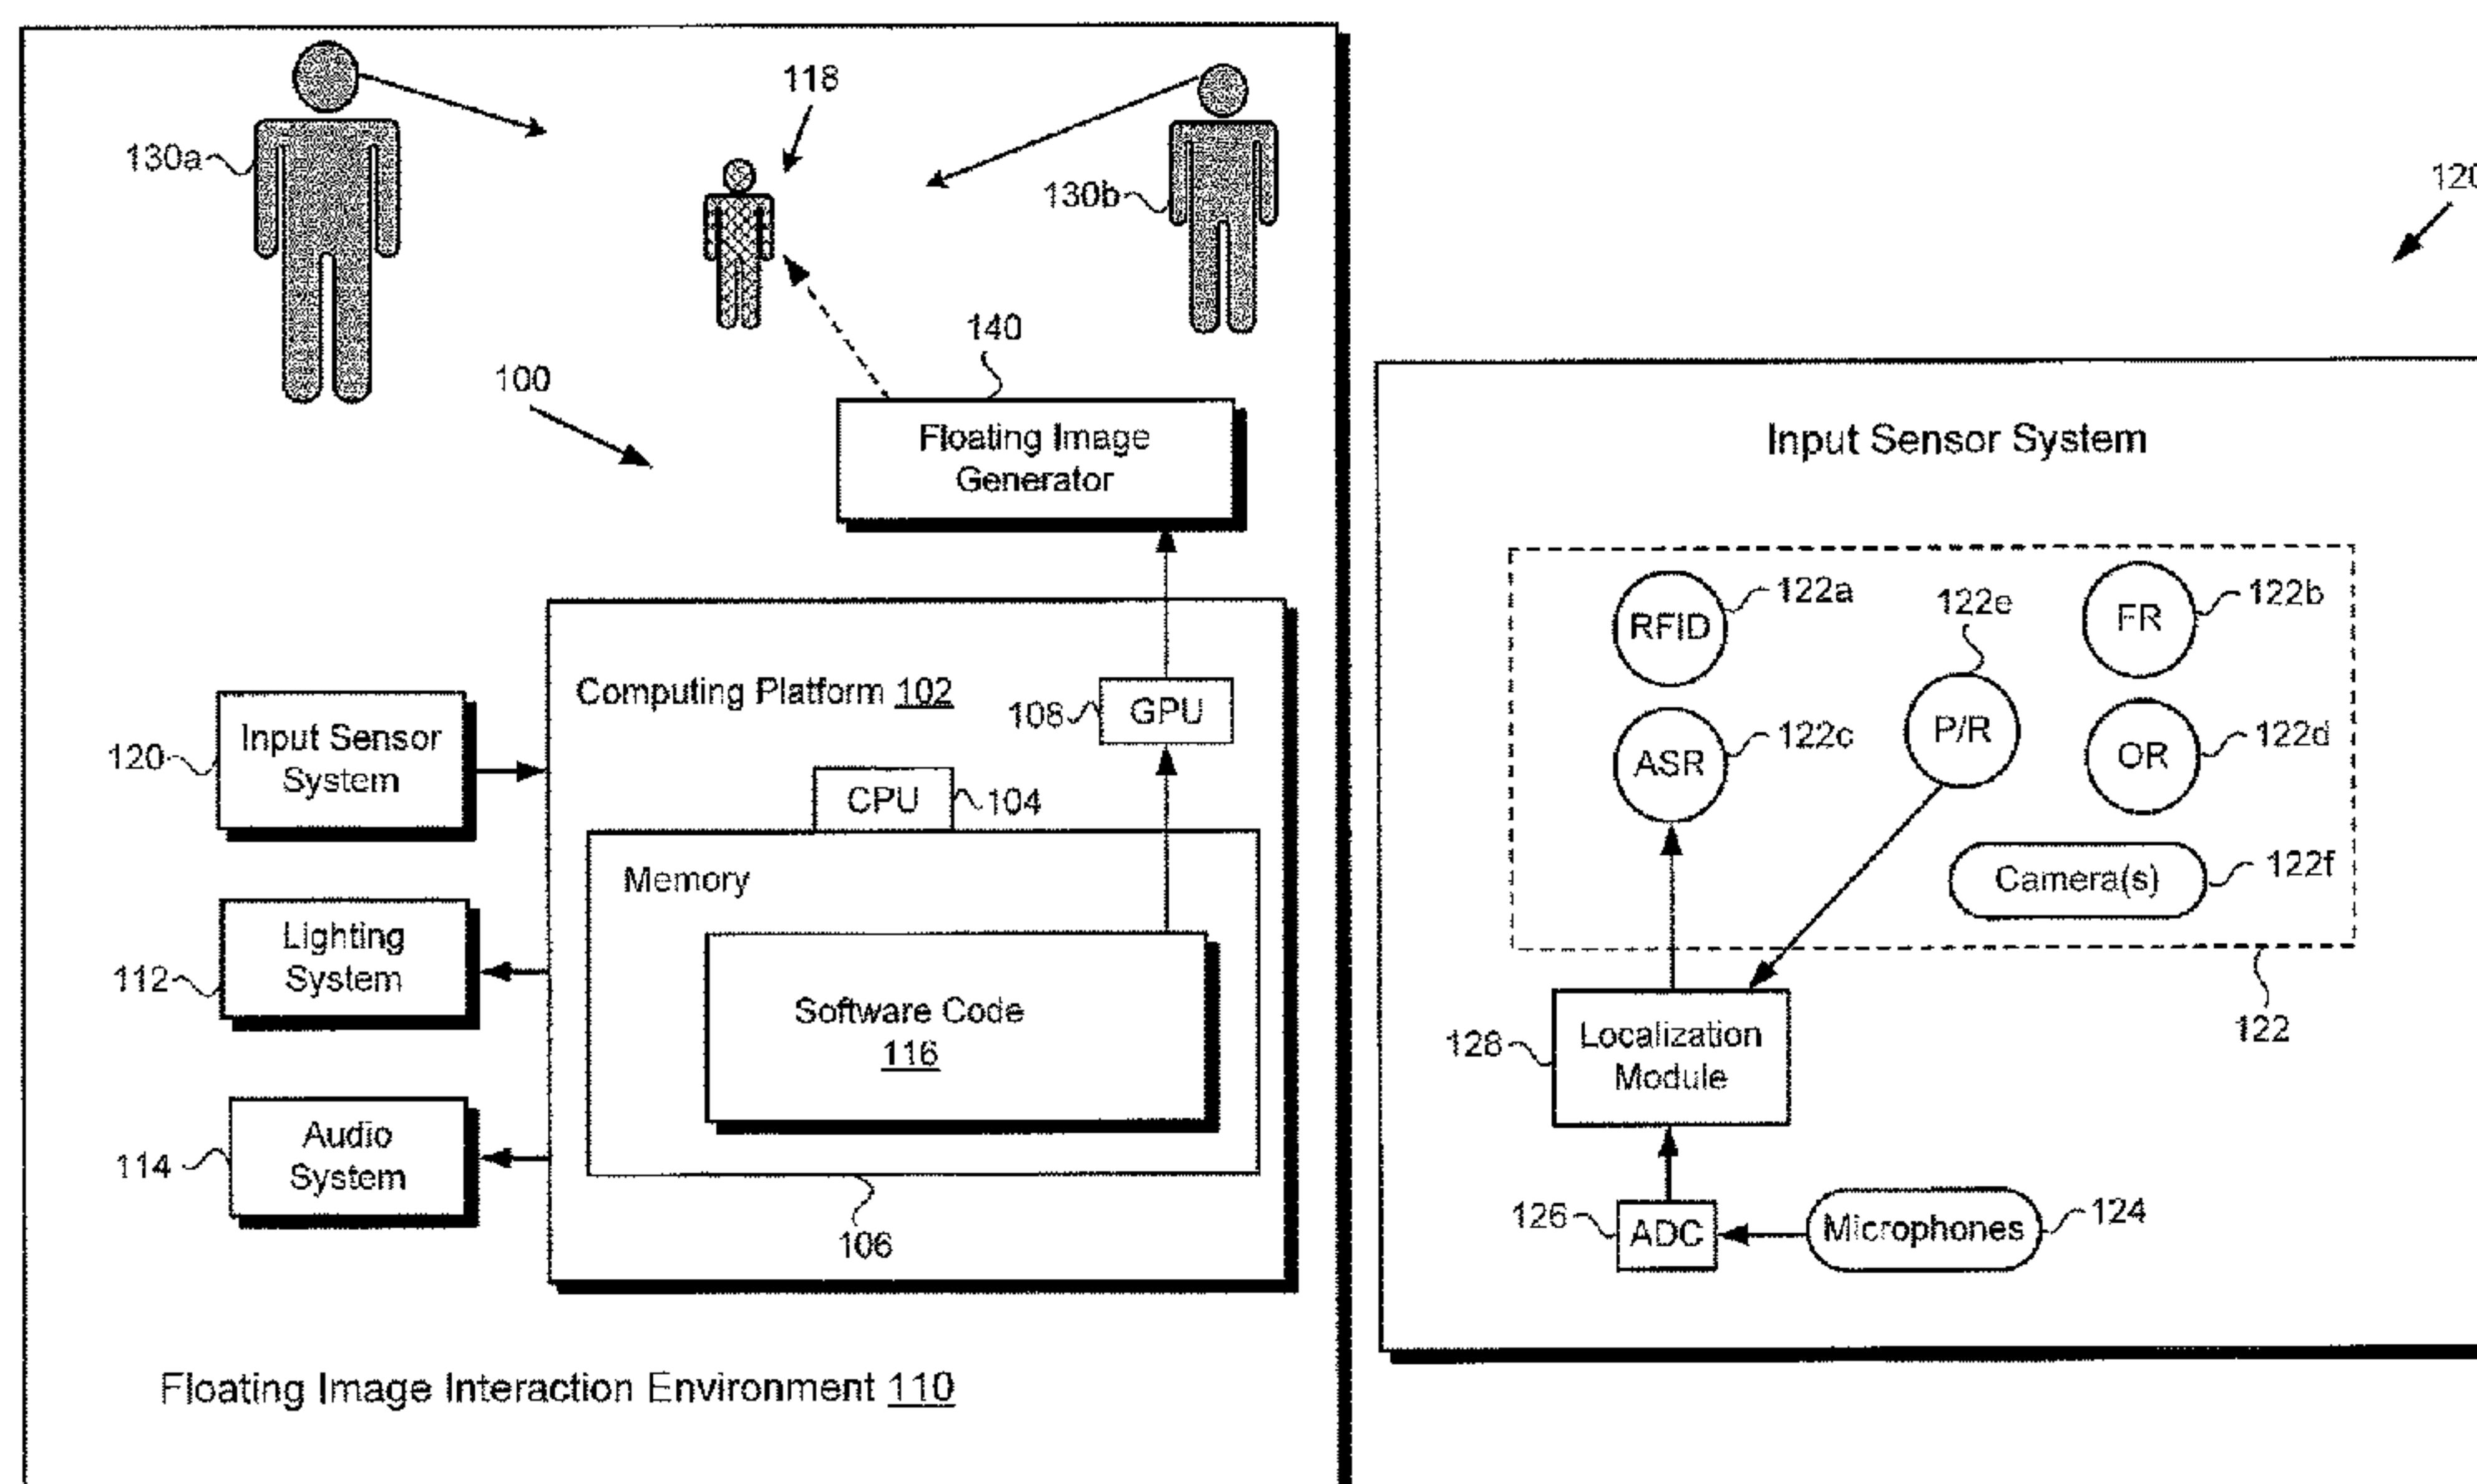 118
130a
130b
140
100
Floating Image
Generator
Computing Platform 102
108
GPU
120
Input Sensor
System
CPU
104
Memory
112
Lighting
System
Software Code
116
114
Audio
System
106
Floating Image Interaction Environment 110
120
Input Sensor System
RFID
122a
122e
FR
122b
ASR
122c
P/R
OR
122d
Camera(s)
122f
122
128
Localization
Module
126
ADC
Microphones
124